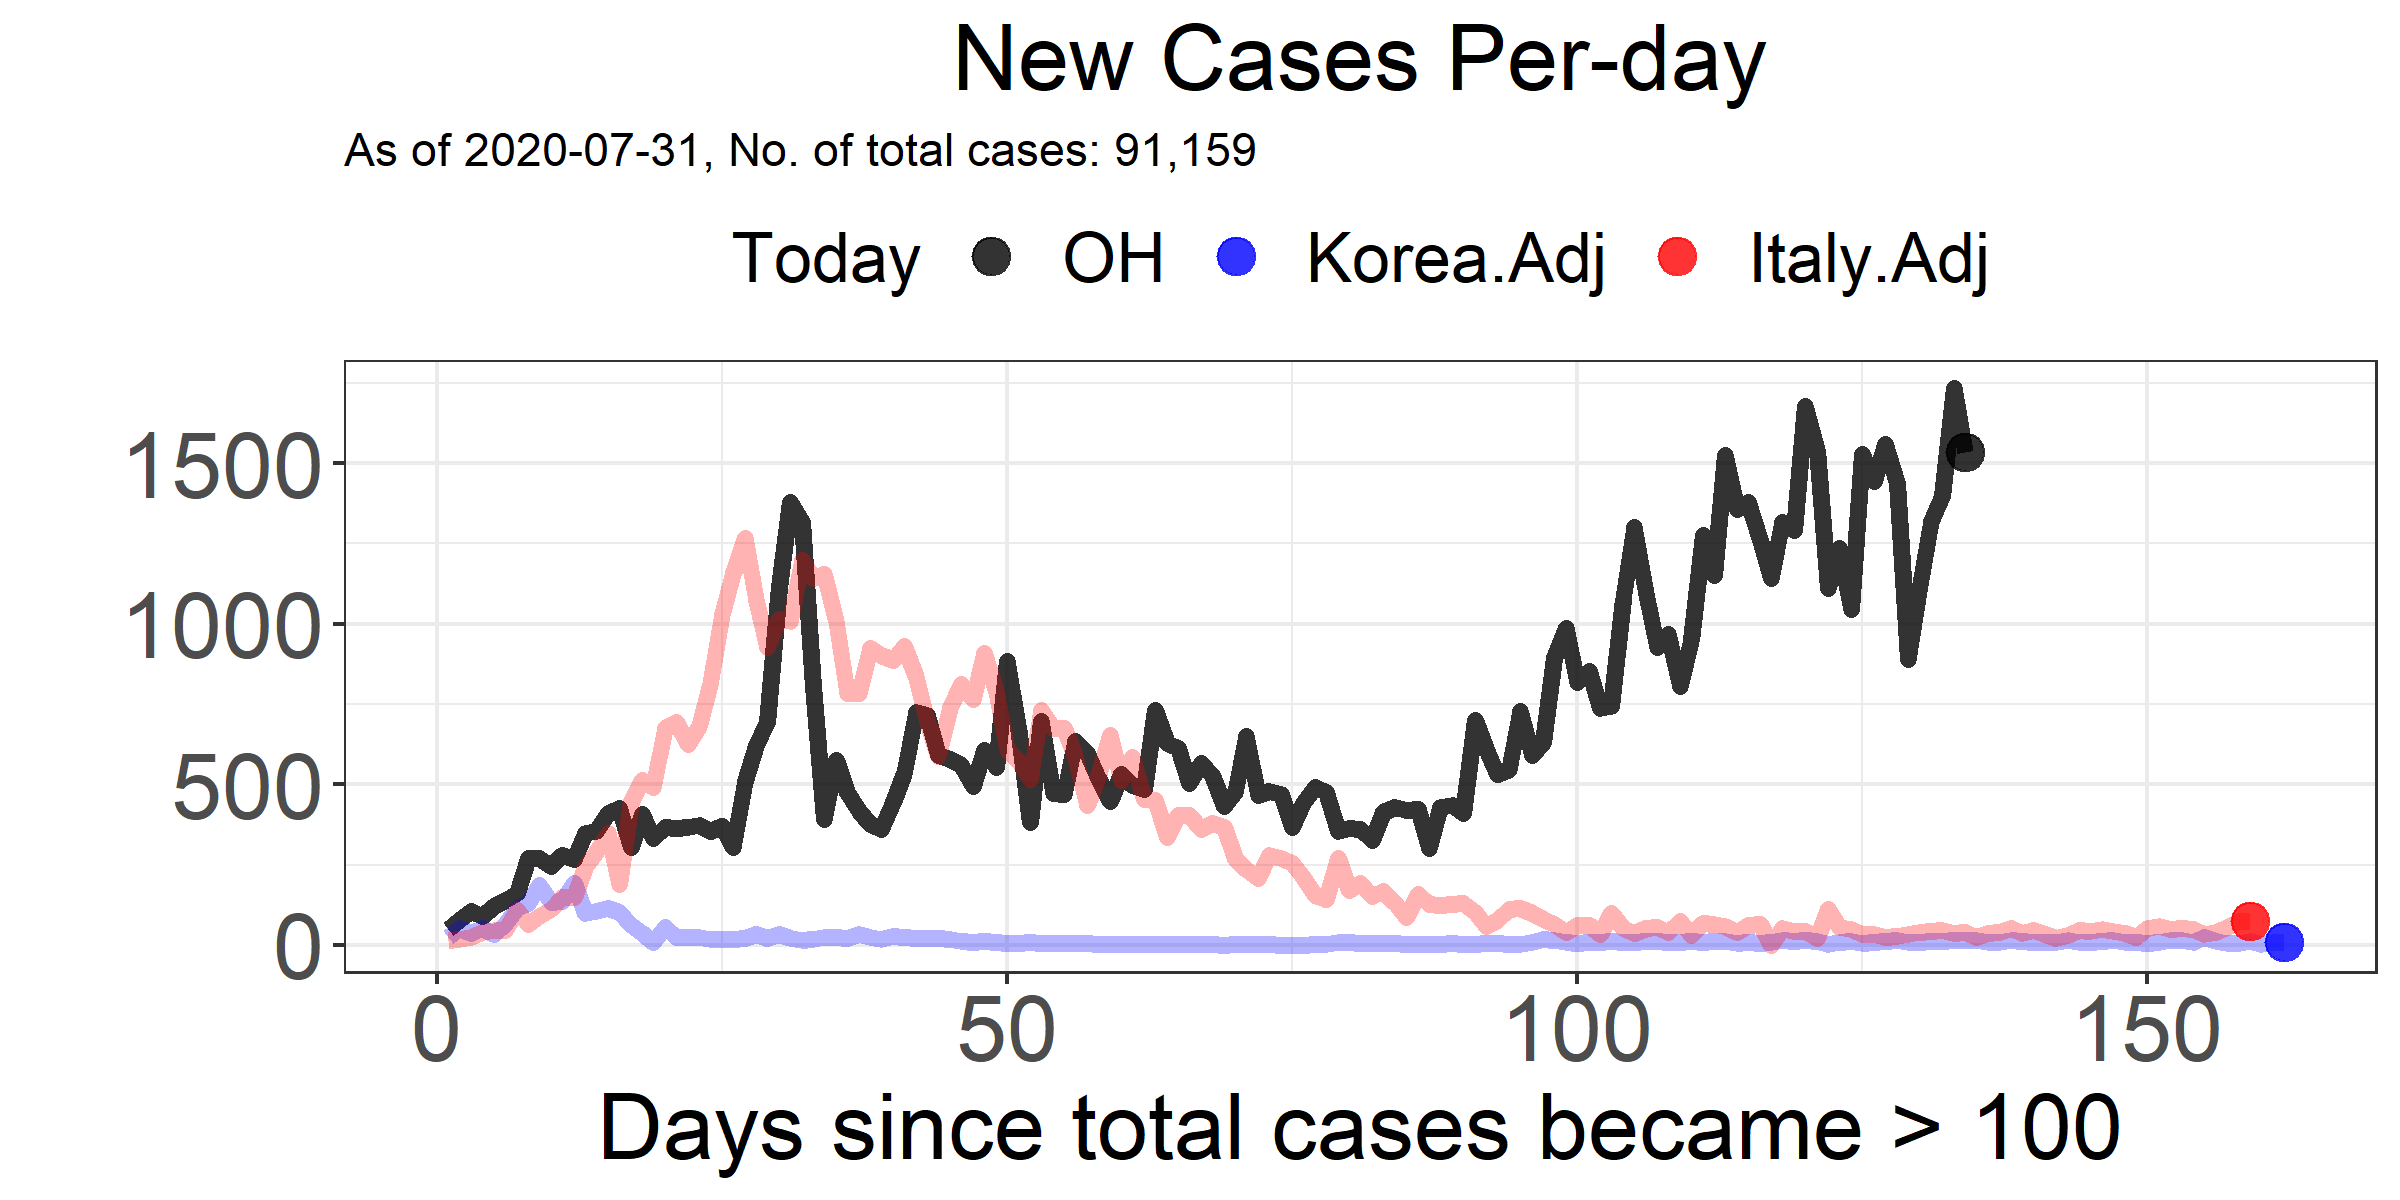 New Cases Per-day
As of 2020-07-31, No. of total cases: 91,159
Today OH Korea.Adj Italy.Adj
1500
1000
500
0
0 50 100 150
Days since total cases became > 100